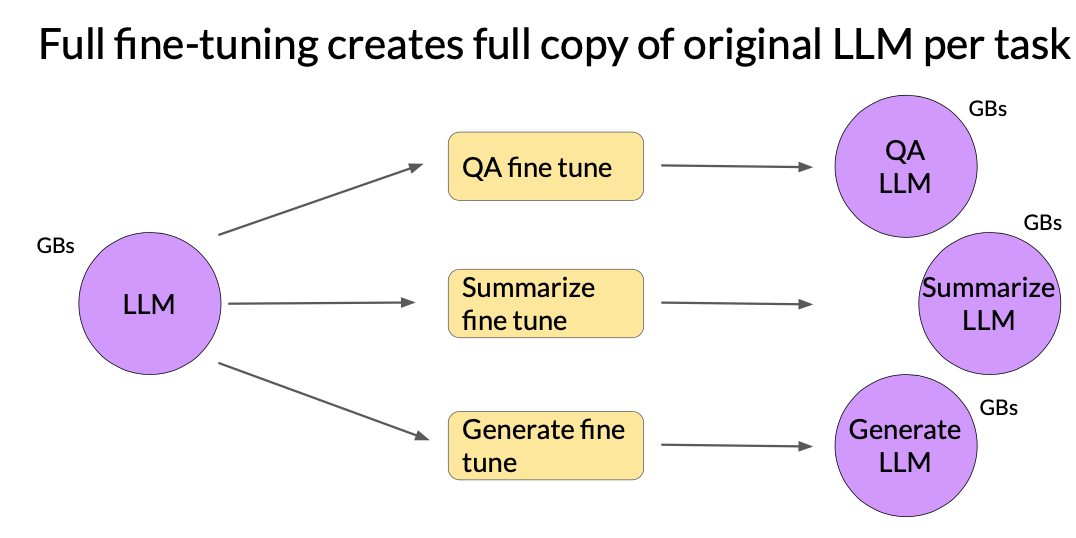 Full fine-tuning creates full copy of original LLM per task
GBs
LLM
QA fine tune
Summarize
fine tune
Generate fine
tune
GBs
QA
LLM
GBs
Summarize
LLM
GBs
Generate
LLM